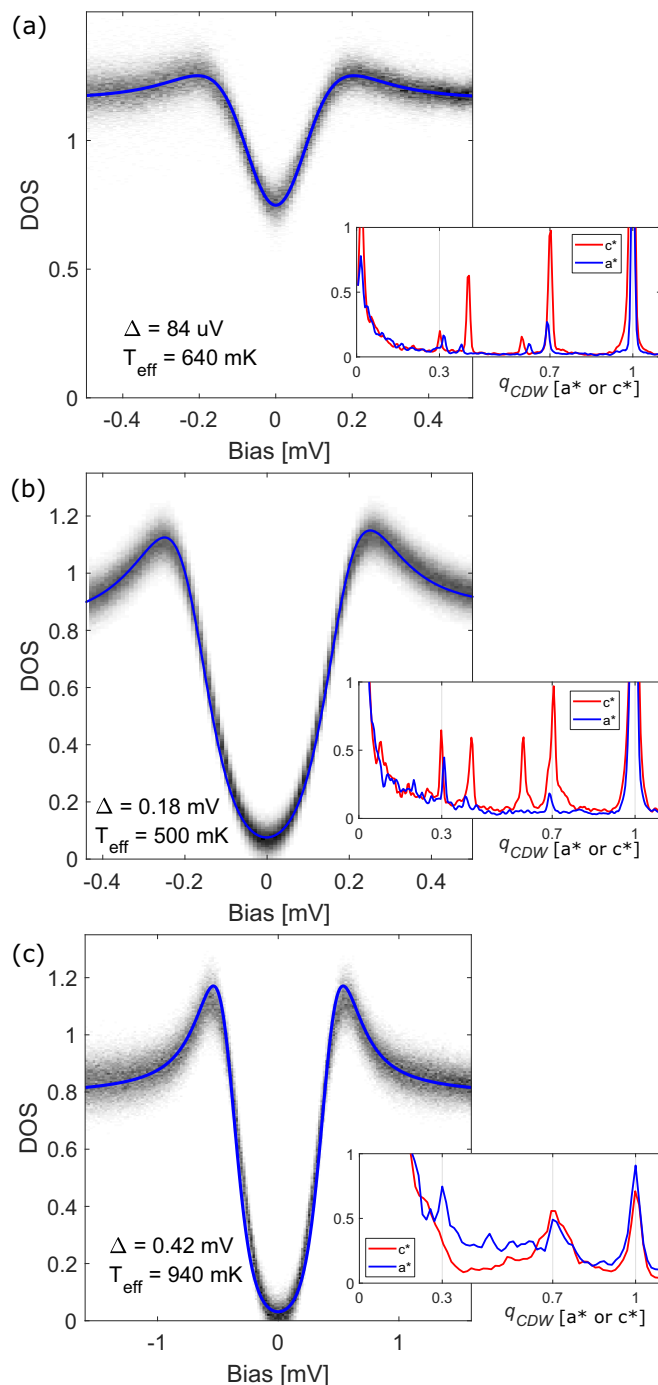 (a)
DOS
1
0.5
0
Δ = 84 uV
T_eff = 640 mK
-0.4 -0.2 0 0.2 0.4
Bias [mV]
1
0.5
0
c*
a*
0 0.3 0.7 1
q_CDW [a* or c*]
(b)
DOS
1.2
1
0.8
0.6
0.4
0.2
0
Δ = 0.18 mV
T_eff = 500 mK
-0.4 -0.2 0 0.2 0.4
Bias [mV]
1
0.5
0
c*
a*
0 0.3 0.7 1
q_CDW [a* or c*]
(c)
DOS
1.2
1
0.8
0.6
0.4
0.2
0
Δ = 0.42 mV
T_eff = 940 mK
-1 0 1
Bias [mV]
1
0.5
0
c*
a*
0 0.3 0.7 1
q_CDW [a* or c*]